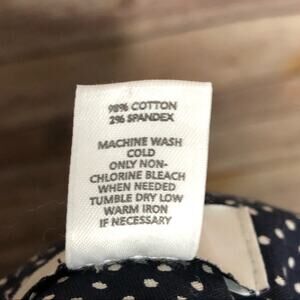 98% COTTON
2% SPANDEX
MACHINE WASH
COLD
ONLY NON-
CHLORINE BLEACH
WHEN NEEDED
TUMBLE DRY LOW
WARM IRON
IF NECESSARY